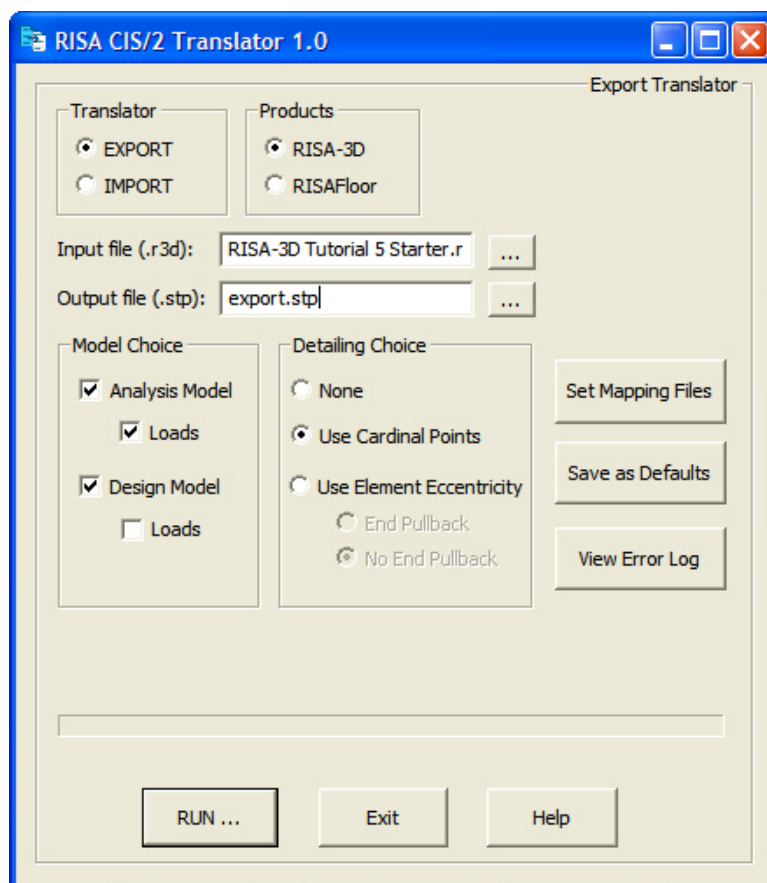 RISA CIS/2 Translator 1.0
Export Translator
Translator
EXPORT
IMPORT
Products
RISA-3D
RISAFloor
Input file (.r3d): RISA-3D Tutorial 5 Starter.r ...
Output file (.stp): export.stp ...
Model Choice
Analysis Model
Loads
Design Model
Loads
Detailing Choice
None
Use Cardinal Points
Use Element Eccentricity
End Pullback
No End Pullback
Set Mapping Files
Save as Defaults
View Error Log
RUN ... Exit Help